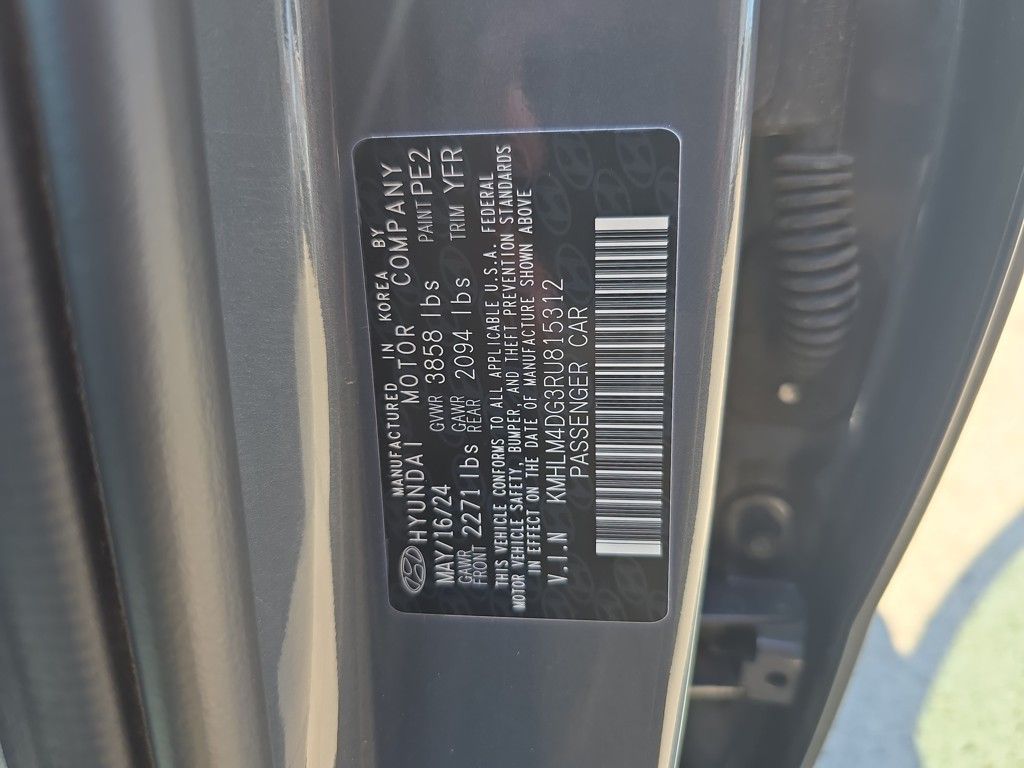 MANUFACTURED IN KOREA BY
HYUNDAI MOTOR COMPANY
MAY/16/24 GVWR 3858 lbs PAINT PE2
GAWR FRONT 2271 lbs GAWR REAR 2094 lbs TRIM YFR
THIS VEHICLE CONFORMS TO ALL APPLICABLE U.S.A. FEDERAL
MOTOR VEHICLE SAFETY, BUMPER, AND THEFT PREVENTION STANDARDS
IN EFFECT ON THE DATE OF MANUFACTURE SHOWN ABOVE
V.I.N KMHLM4DG3RU815312
PASSENGER CAR